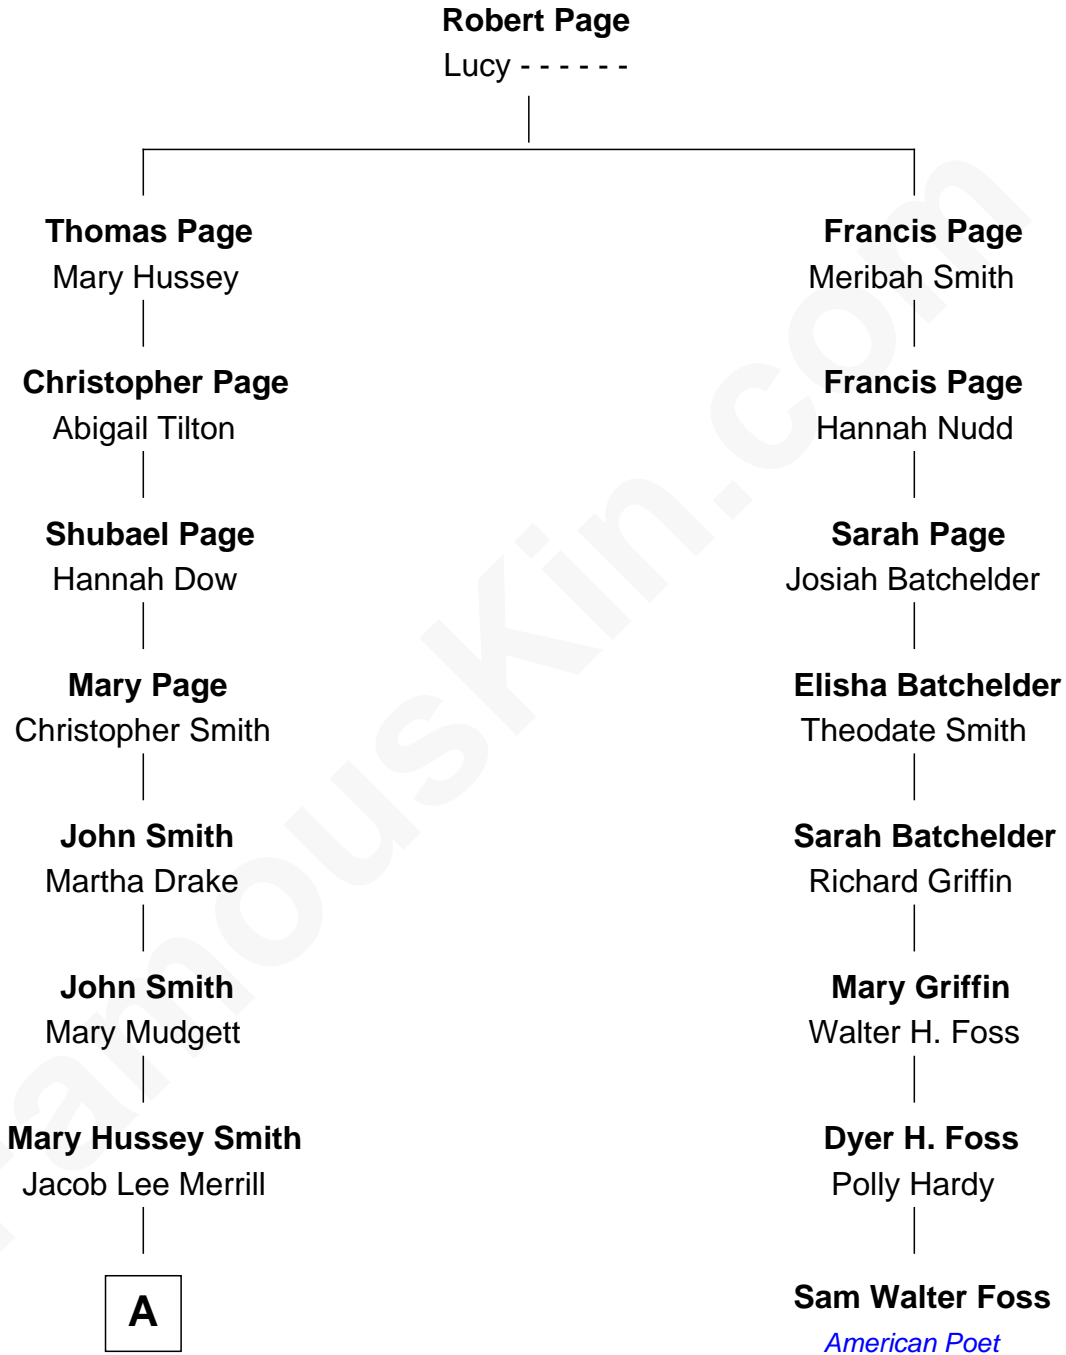 Robert Page
Lucy - - - - - -
Thomas Page
Mary Hussey
Francis Page
Meribah Smith
Christopher Page
Abigail Tilton
Francis Page
Hannah Nudd
Shubael Page
Hannah Dow
Sarah Page
Josiah Batchelder
Mary Page
Christopher Smith
Elisha Batchelder
Theodate Smith
John Smith
Martha Drake
Sarah Batchelder
Richard Griffin
John Smith
Mary Mudgett
Mary Griffin
Walter H. Foss
Mary Hussey Smith
Jacob Lee Merrill
Dyer H. Foss
Polly Hardy
A
Sam Walter Foss
American Poet
FamousKin.com